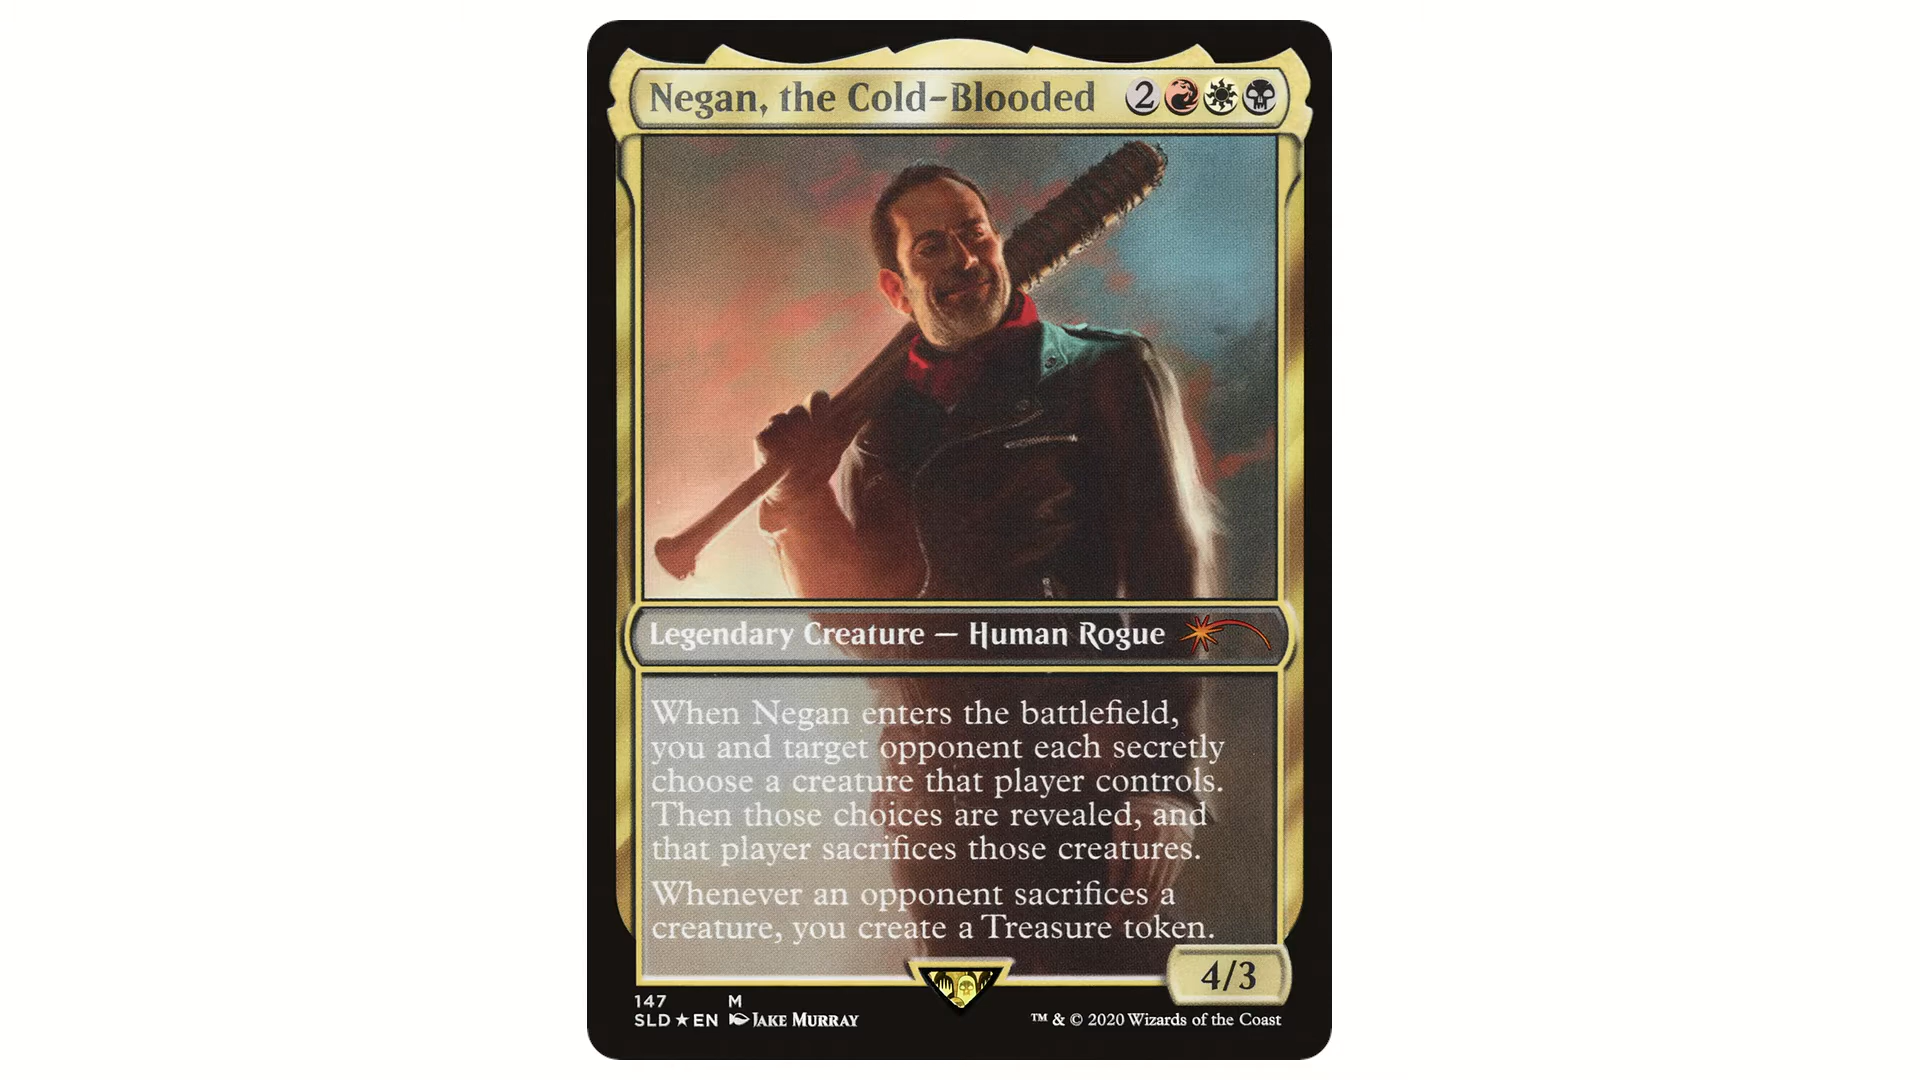 Negan, the Cold-Blooded 2
Legendary Creature — Human Rogue
When Negan enters the battlefield,
you and target opponent each secretly
choose a creature that player controls.
Then those choices are revealed, and
that player sacrifices those creatures.
Whenever an opponent sacrifices a
creature, you create a Treasure token.
4/3
147 M
SLD★EN JAKE MURRAY
™ & © 2020 Wizards of the Coast